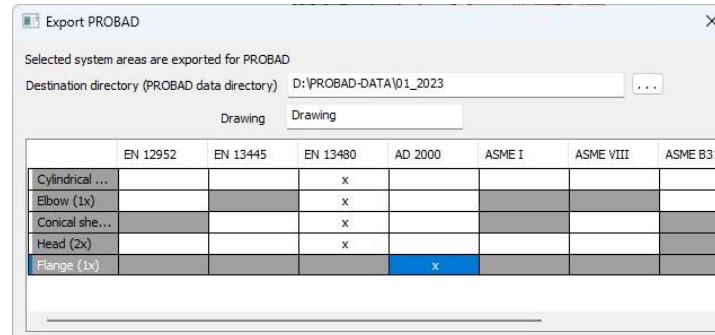 Export PROBAD
Selected system areas are exported for PROBAD
Destination directory (PROBAD data directory) D:\PROBAD-DATA\01_2023 ...
Drawing Drawing
EN 12952 EN 13445 EN 13480 AD 2000 ASME I ASME VIII ASME B3
Cylindrical ... x
Elbow (1x) x
Conical she... x
Head (2x) x
Flange (1x) x